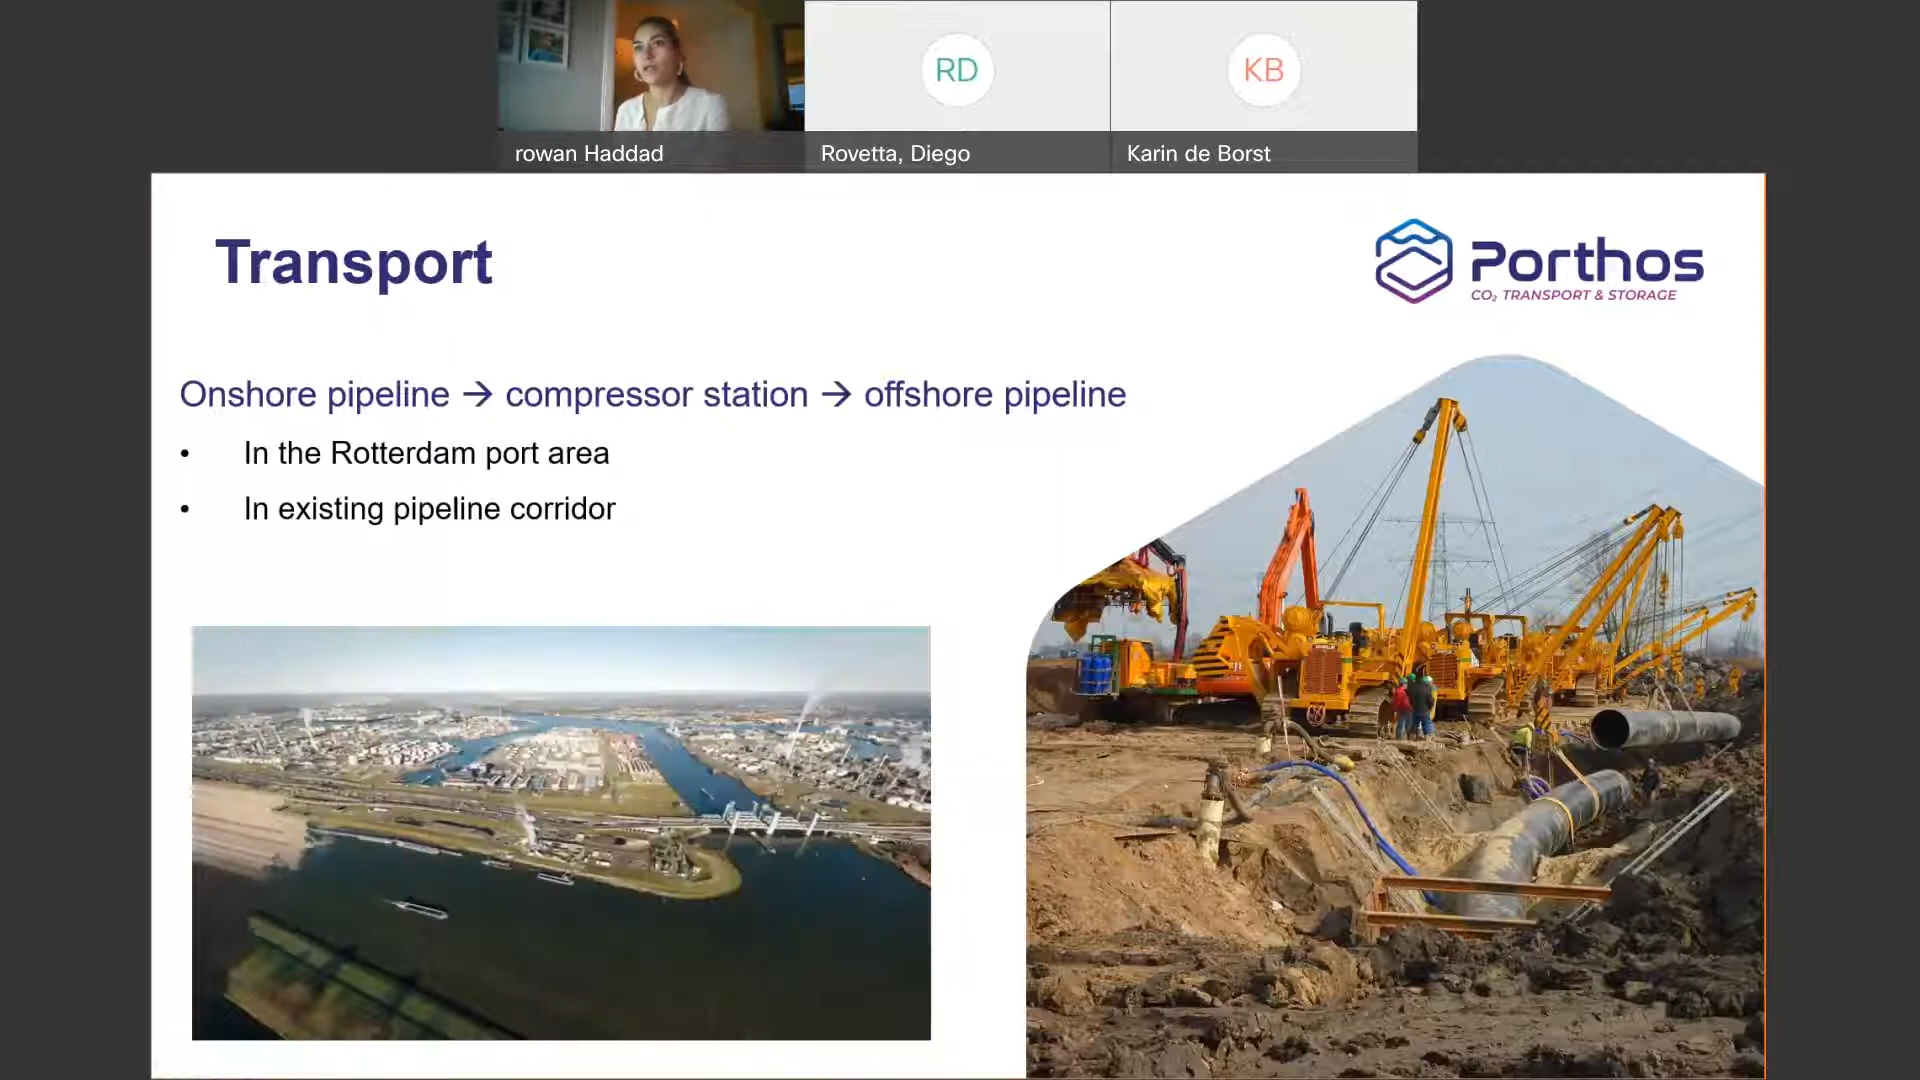 RD
KB
rowan Haddad
Rovetta, Diego
Karin de Borst
Transport
Porthos
CO₂ TRANSPORT & STORAGE
Onshore pipeline → compressor station → offshore pipeline
• In the Rotterdam port area
• In existing pipeline corridor